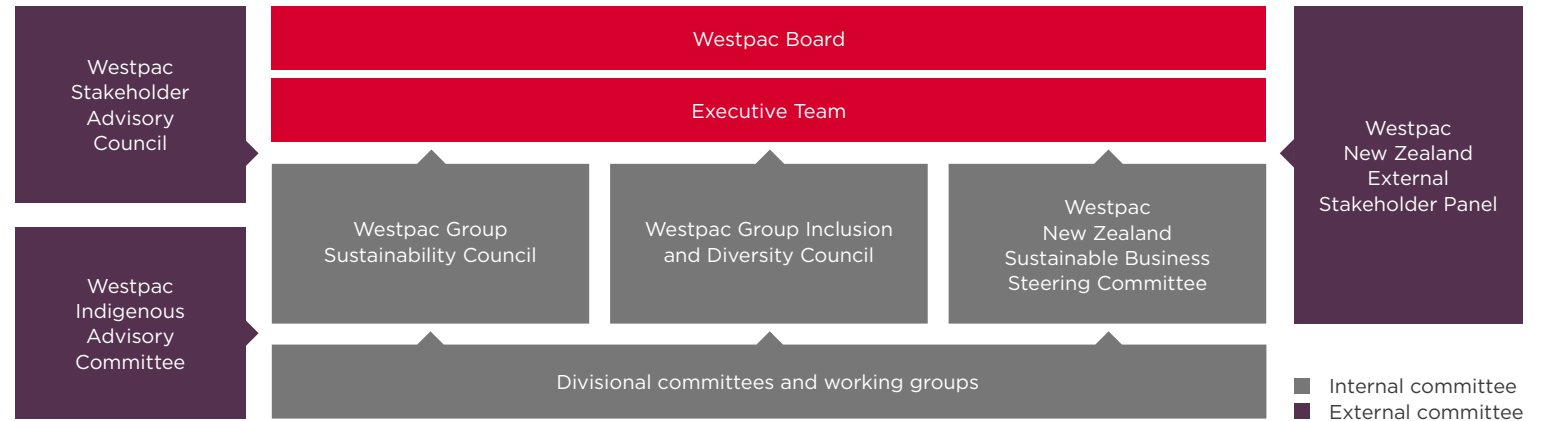 Westpac
Stakeholder
Advisory
Council
Westpac
Indigenous
Advisory
Committee
Westpac Board
Executive Team
Westpac Group
Sustainability Council
Westpac Group Inclusion
and Diversity Council
Westpac
New Zealand
Sustainable Business
Steering Committee
Divisional committees and working groups
Westpac
New Zealand
External
Stakeholder Panel
Internal committee
External committee